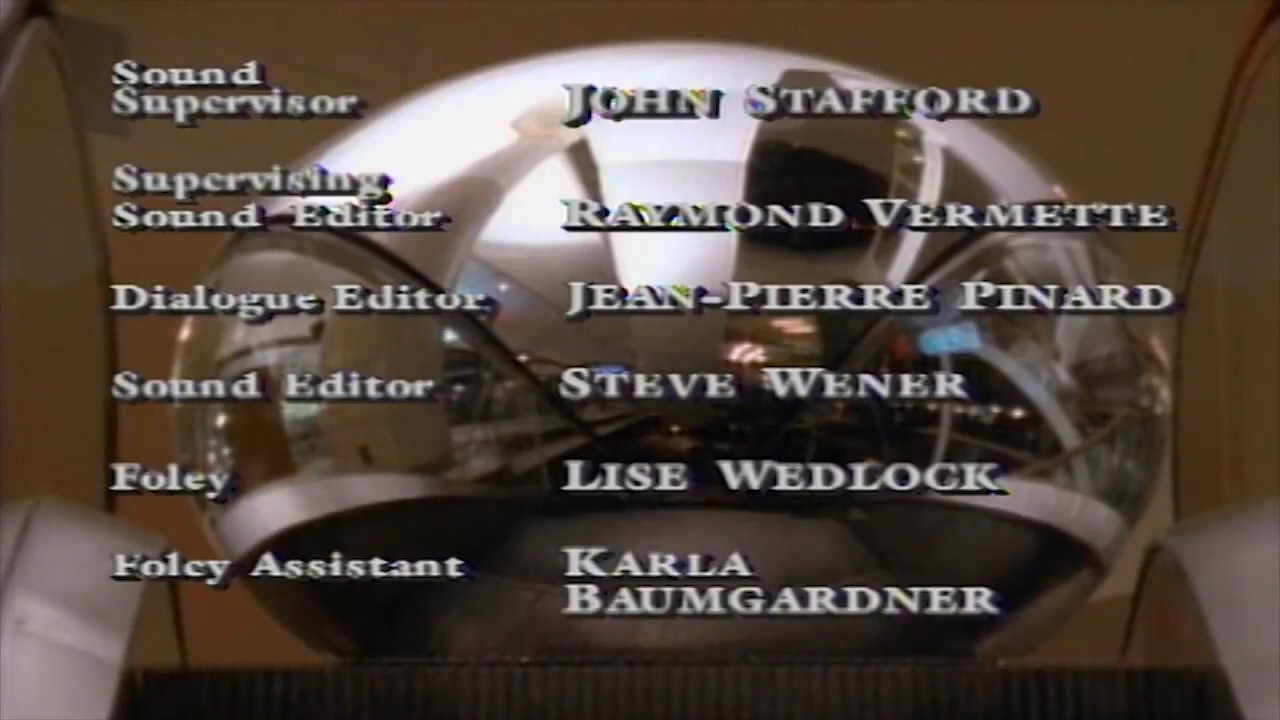 Sound
Supervisor JOHN STAFFORD
Supervising
Sound Editor RAYMOND VERMETTE
Dialogue Editor JEAN-PIERRE PINARD
Sound Editor STEVE WENER
Foley LISE WEDLOCK
Foley Assistant KARLA
BAUMGARDNER